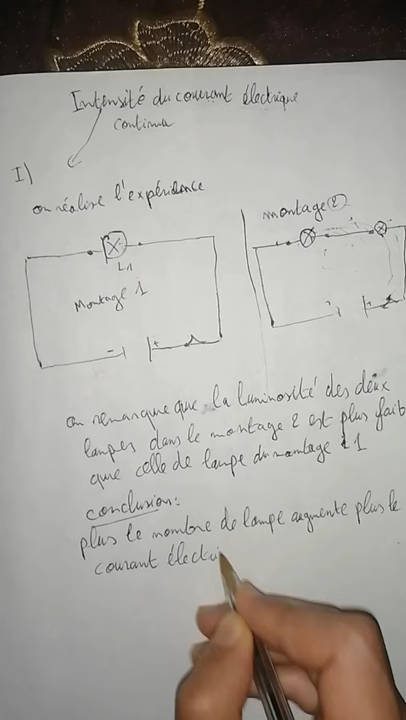 Intensité du courant électrique
continu
I)
on réalise l'expérience
montage (2)
L1
Montage 1
- +
- +
on remarque que la luminosité des deux
lampes dans le montage 2 est plus faib
que celle de lampe du montage 1
conclusion:
plus le nombre de lampe augmente plus le
courant électri